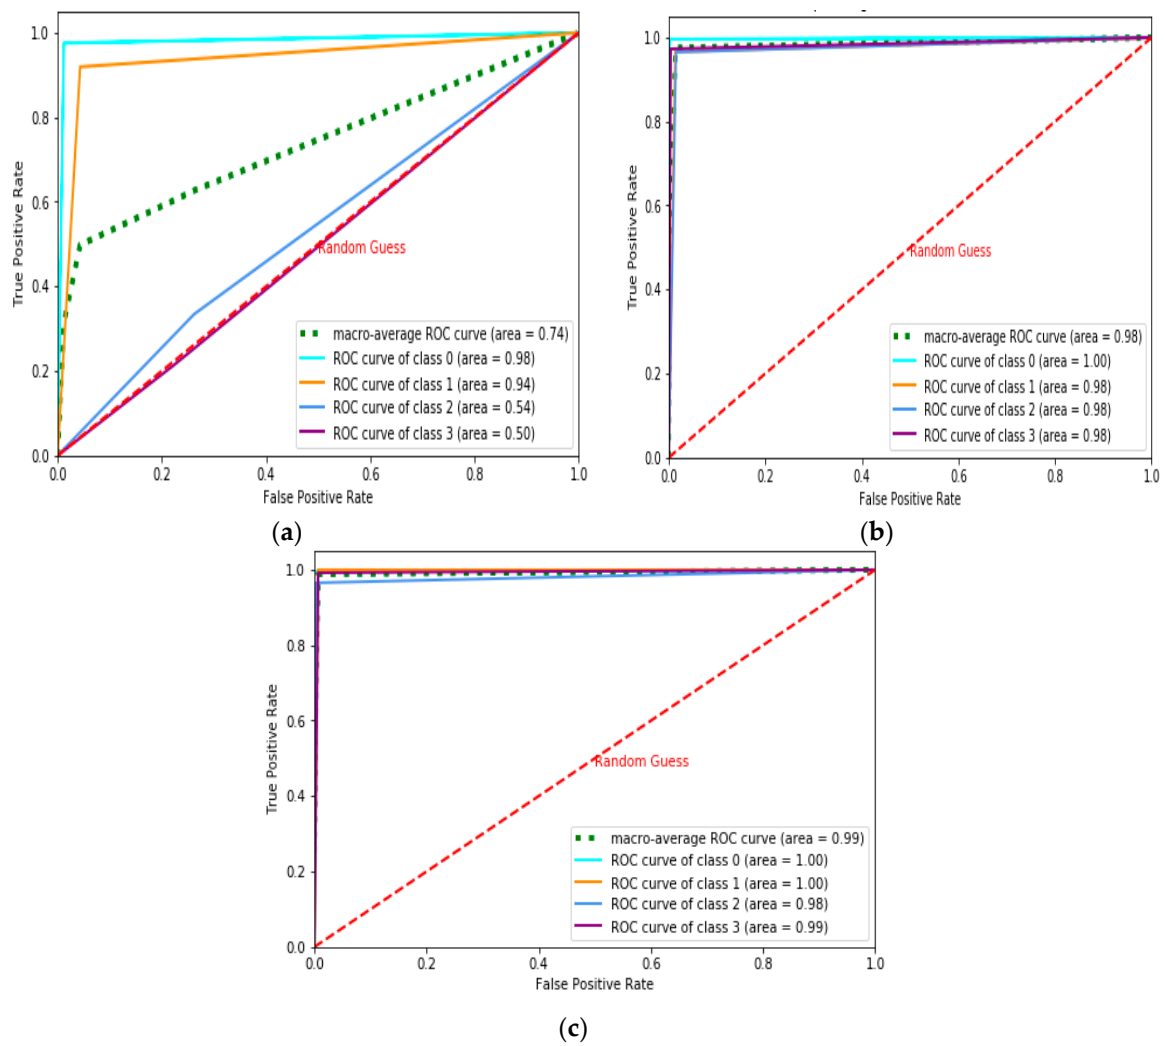 1.0
0.8
0.6
0.4
0.2
0.0
True Positive Rate
Random Guess
macro-average ROC curve (area = 0.74)
ROC curve of class 0 (area = 0.98)
ROC curve of class 1 (area = 0.94)
ROC curve of class 2 (area = 0.54)
ROC curve of class 3 (area = 0.50)
0.0 0.2 0.4 0.6 0.8 1.0
False Positive Rate
(a)
1.0
0.8
0.6
0.4
0.2
0.0
True Positive Rate
Random Guess
macro-average ROC curve (area = 0.98)
ROC curve of class 0 (area = 1.00)
ROC curve of class 1 (area = 0.98)
ROC curve of class 2 (area = 0.98)
ROC curve of class 3 (area = 0.98)
0.0 0.2 0.4 0.6 0.8 1.0
False Positive Rate
(b)
1.0
0.8
0.6
0.4
0.2
0.0
True Positive Rate
Random Guess
macro-average ROC curve (area = 0.99)
ROC curve of class 0 (area = 1.00)
ROC curve of class 1 (area = 1.00)
ROC curve of class 2 (area = 0.98)
ROC curve of class 3 (area = 0.99)
0.0 0.2 0.4 0.6 0.8 1.0
False Positive Rate
(c)